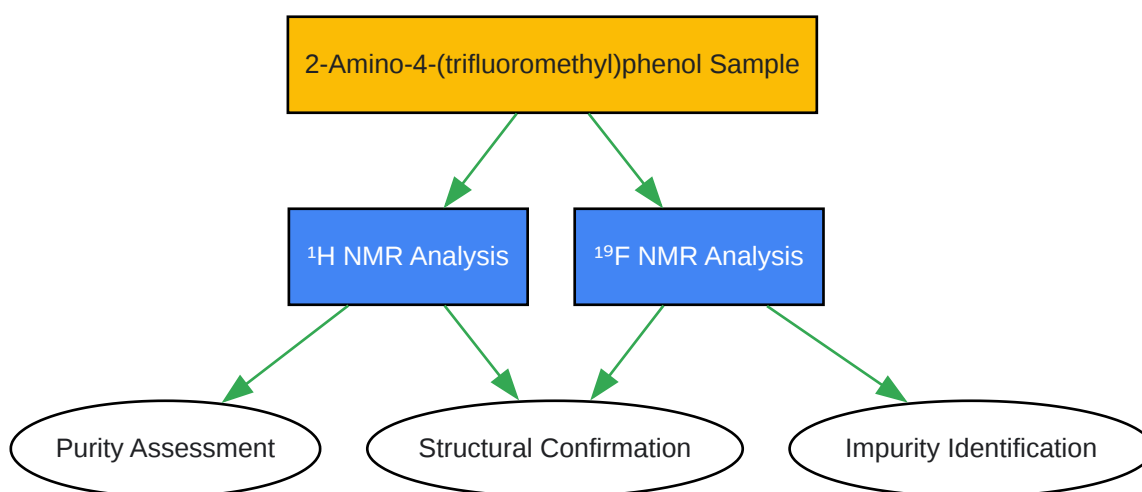 2-Amino-4-(trifluoromethyl)phenol Sample
¹H NMR Analysis
¹⁹F NMR Analysis
Purity Assessment
Structural Confirmation
Impurity Identification